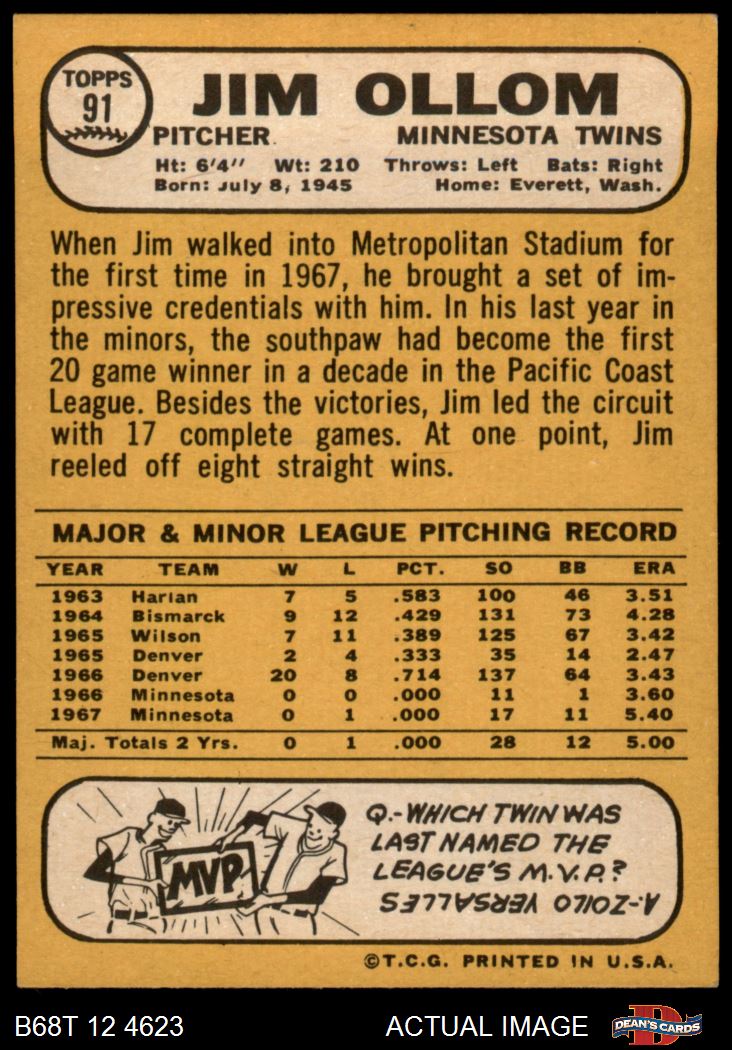 TOPPS
91
JIM OLLOM
PITCHER MINNESOTA TWINS
Ht: 6'4" Wt: 210 Throws: Left Bats: Right
Born: July 8, 1945 Home: Everett, Wash.
When Jim walked into Metropolitan Stadium for
the first time in 1967, he brought a set of im-
pressive credentials with him. In his last year in
the minors, the southpaw had become the first
20 game winner in a decade in the Pacific Coast
League. Besides the victories, Jim led the circuit
with 17 complete games. At one point, Jim
reeled off eight straight wins.
MAJOR & MINOR LEAGUE PITCHING RECORD
YEAR TEAM W L PCT. SO BB ERA
1963 Harlan 7 5 .583 100 46 3.51
1964 Bismarck 9 12 .429 131 73 4.28
1965 Wilson 7 11 .389 125 67 3.42
1965 Denver 2 4 .333 35 14 2.47
1966 Denver 20 8 .714 137 64 3.43
1966 Minnesota 0 0 .000 11 1 3.60
1967 Minnesota 0 1 .000 17 11 5.40
Maj. Totals 2 Yrs. 0 1 .000 28 12 5.00
MVP
Q.-WHICH TWIN WAS
LAST NAMED THE
LEAGUE'S M.V.P.?
A-ZOILO VERSALLES
©T.C.G. PRINTED IN U.S.A.
B68T 12 4623 ACTUAL IMAGE
D
DEAN'S CARDS